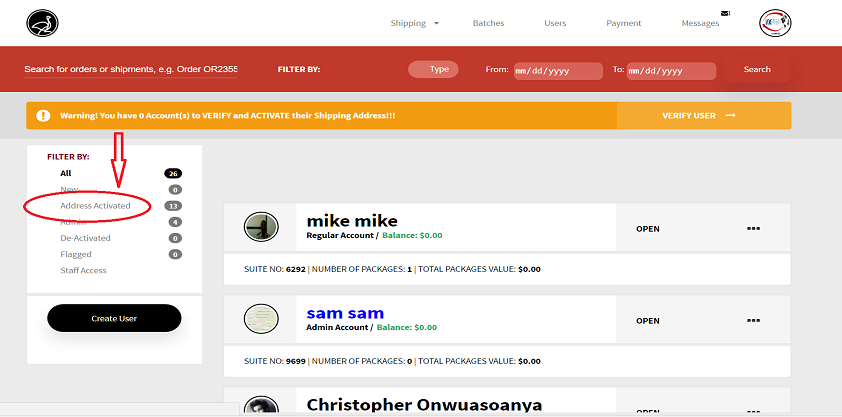 Shipping Batches Users Payment Messages
Search for orders or shipments, e.g. Order OR2355 FILTER BY: Type From: mm/dd/yyyy To: mm/dd/yyyy Search
Warning! You have 0 Account(s) to VERIFY and ACTIVATE their Shipping Address!!! VERIFY USER →
FILTER BY:
All 26
New 0
Address Activated 13
Admin 4
De-Activated 0
Flagged 0
Staff Access
Create User
mike mike
Regular Account / Balance: $0.00
OPEN
SUITE NO: 6292 | NUMBER OF PACKAGES: 1 | TOTAL PACKAGES VALUE: $0.00
sam sam
Admin Account / Balance: $0.00
OPEN
SUITE NO: 9699 | NUMBER OF PACKAGES: 0 | TOTAL PACKAGES VALUE: $0.00
Christopher Onwuasoanya
OPEN